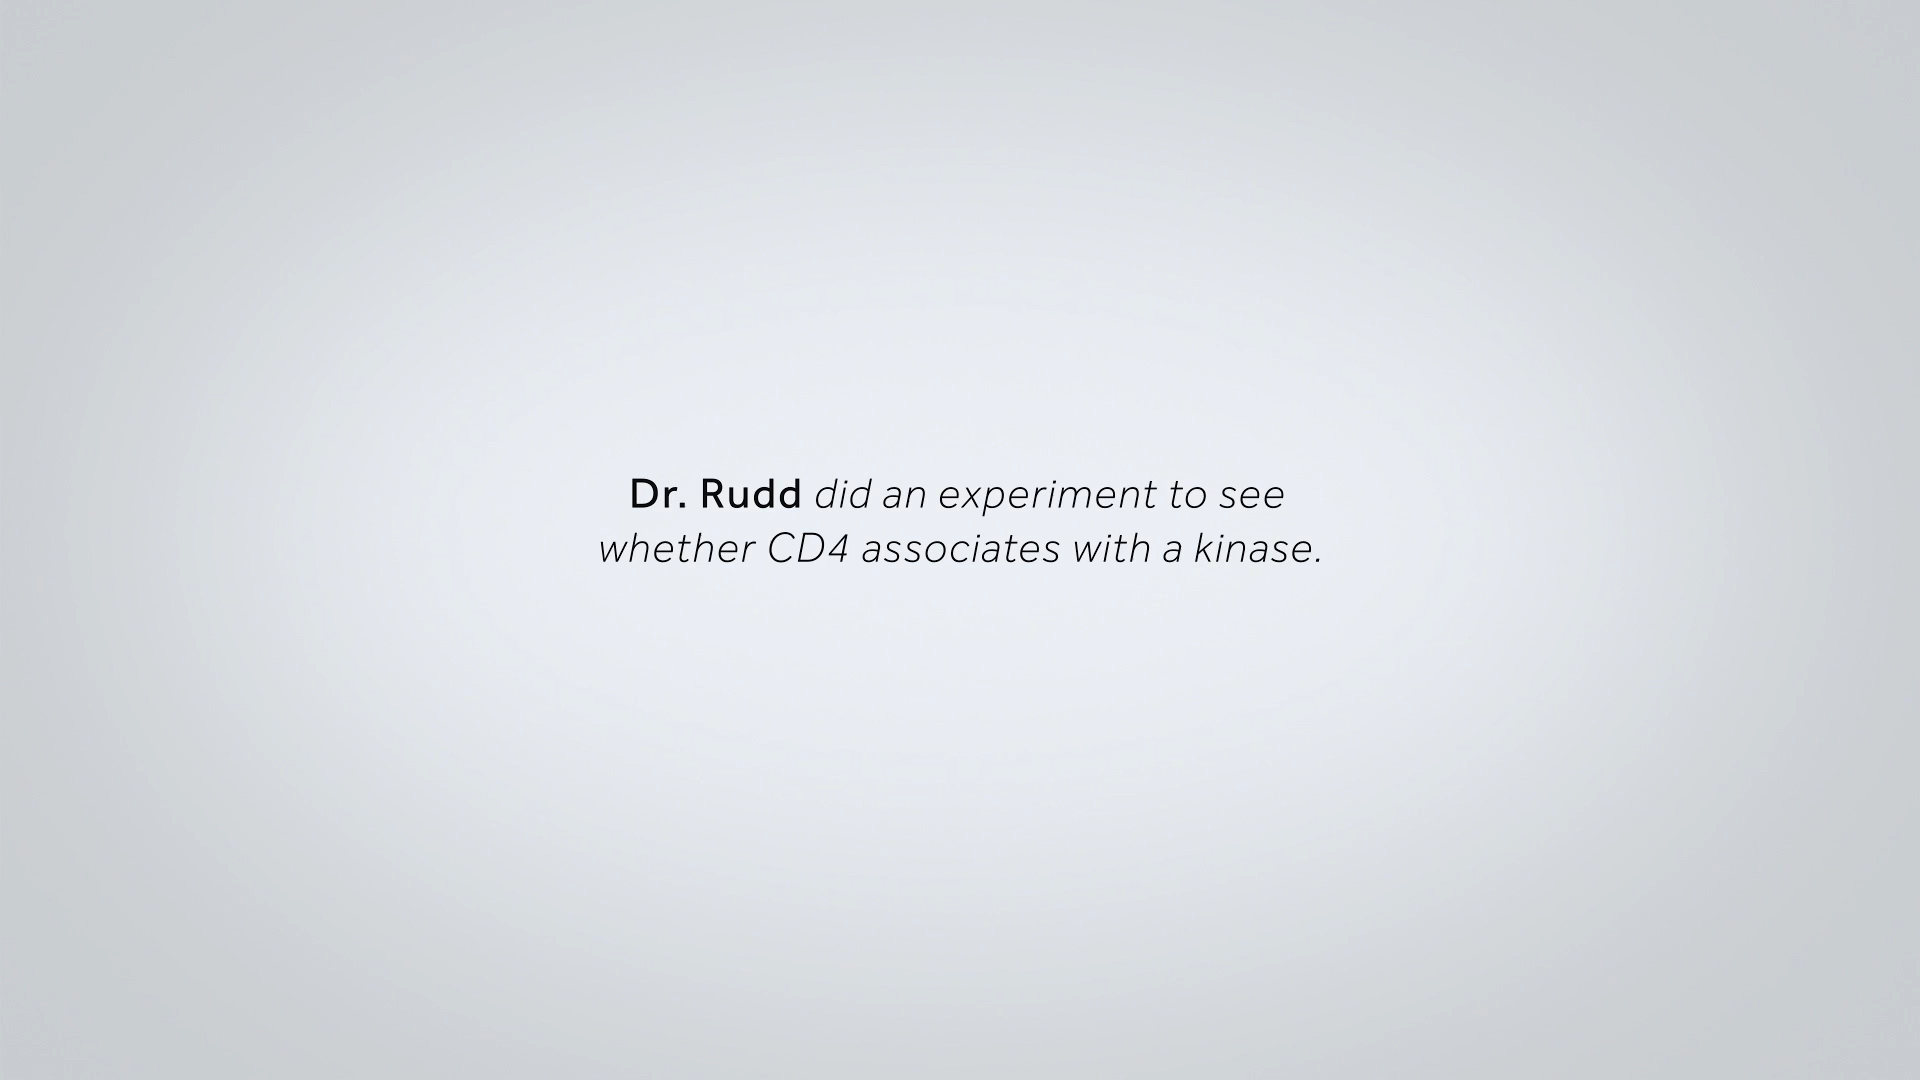 Dr. Rudd did an experiment to see
whether CD4 associates with a kinase.